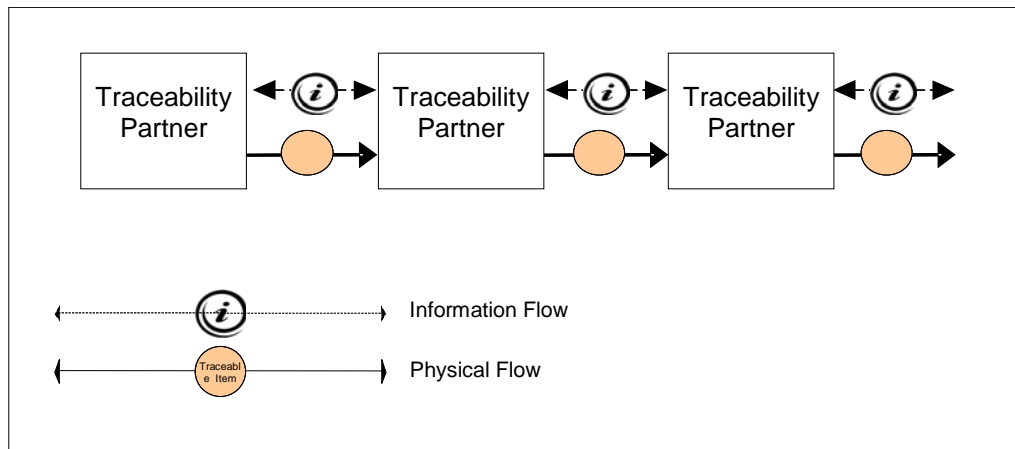 Traceability
Partner
i
Traceability
Partner
i
Traceability
Partner
i
i
Information Flow
Traceabl
e Item
Physical Flow